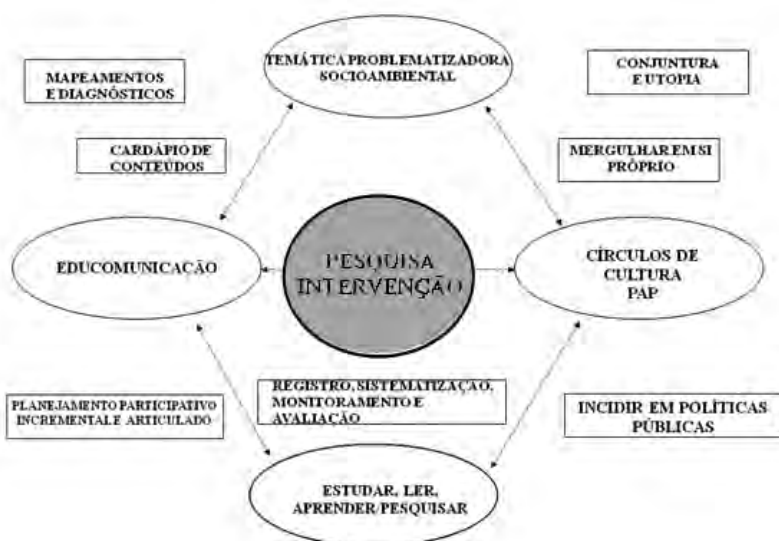 TEMÁTICA PROBLEMATIZADORA
SOCIOAMBIENTAL
MAPEAMENTOS
E DIAGNÓSTICOS
CONJUNTURA
E UTOPIA
CARDÁPIO DE
CONTEÚDOS
MERGULHAR EM SI
PRÓPRIO
EDUCOMUNICAÇÃO
PESQUISA
INTERVENÇÃO
CÍRCULOS DE
CULTURA
PAP
PLANEJAMENTO PARTICIPATIVO
INCREMENTAL E ARTICULADO
REGISTRO, SISTEMATIZAÇÃO,
MONITORAMENTO E
AVALIAÇÃO
INCIDIR EM POLÍTICAS
PÚBLICAS
ESTUDAR, LER,
APRENDER/PESQUISAR